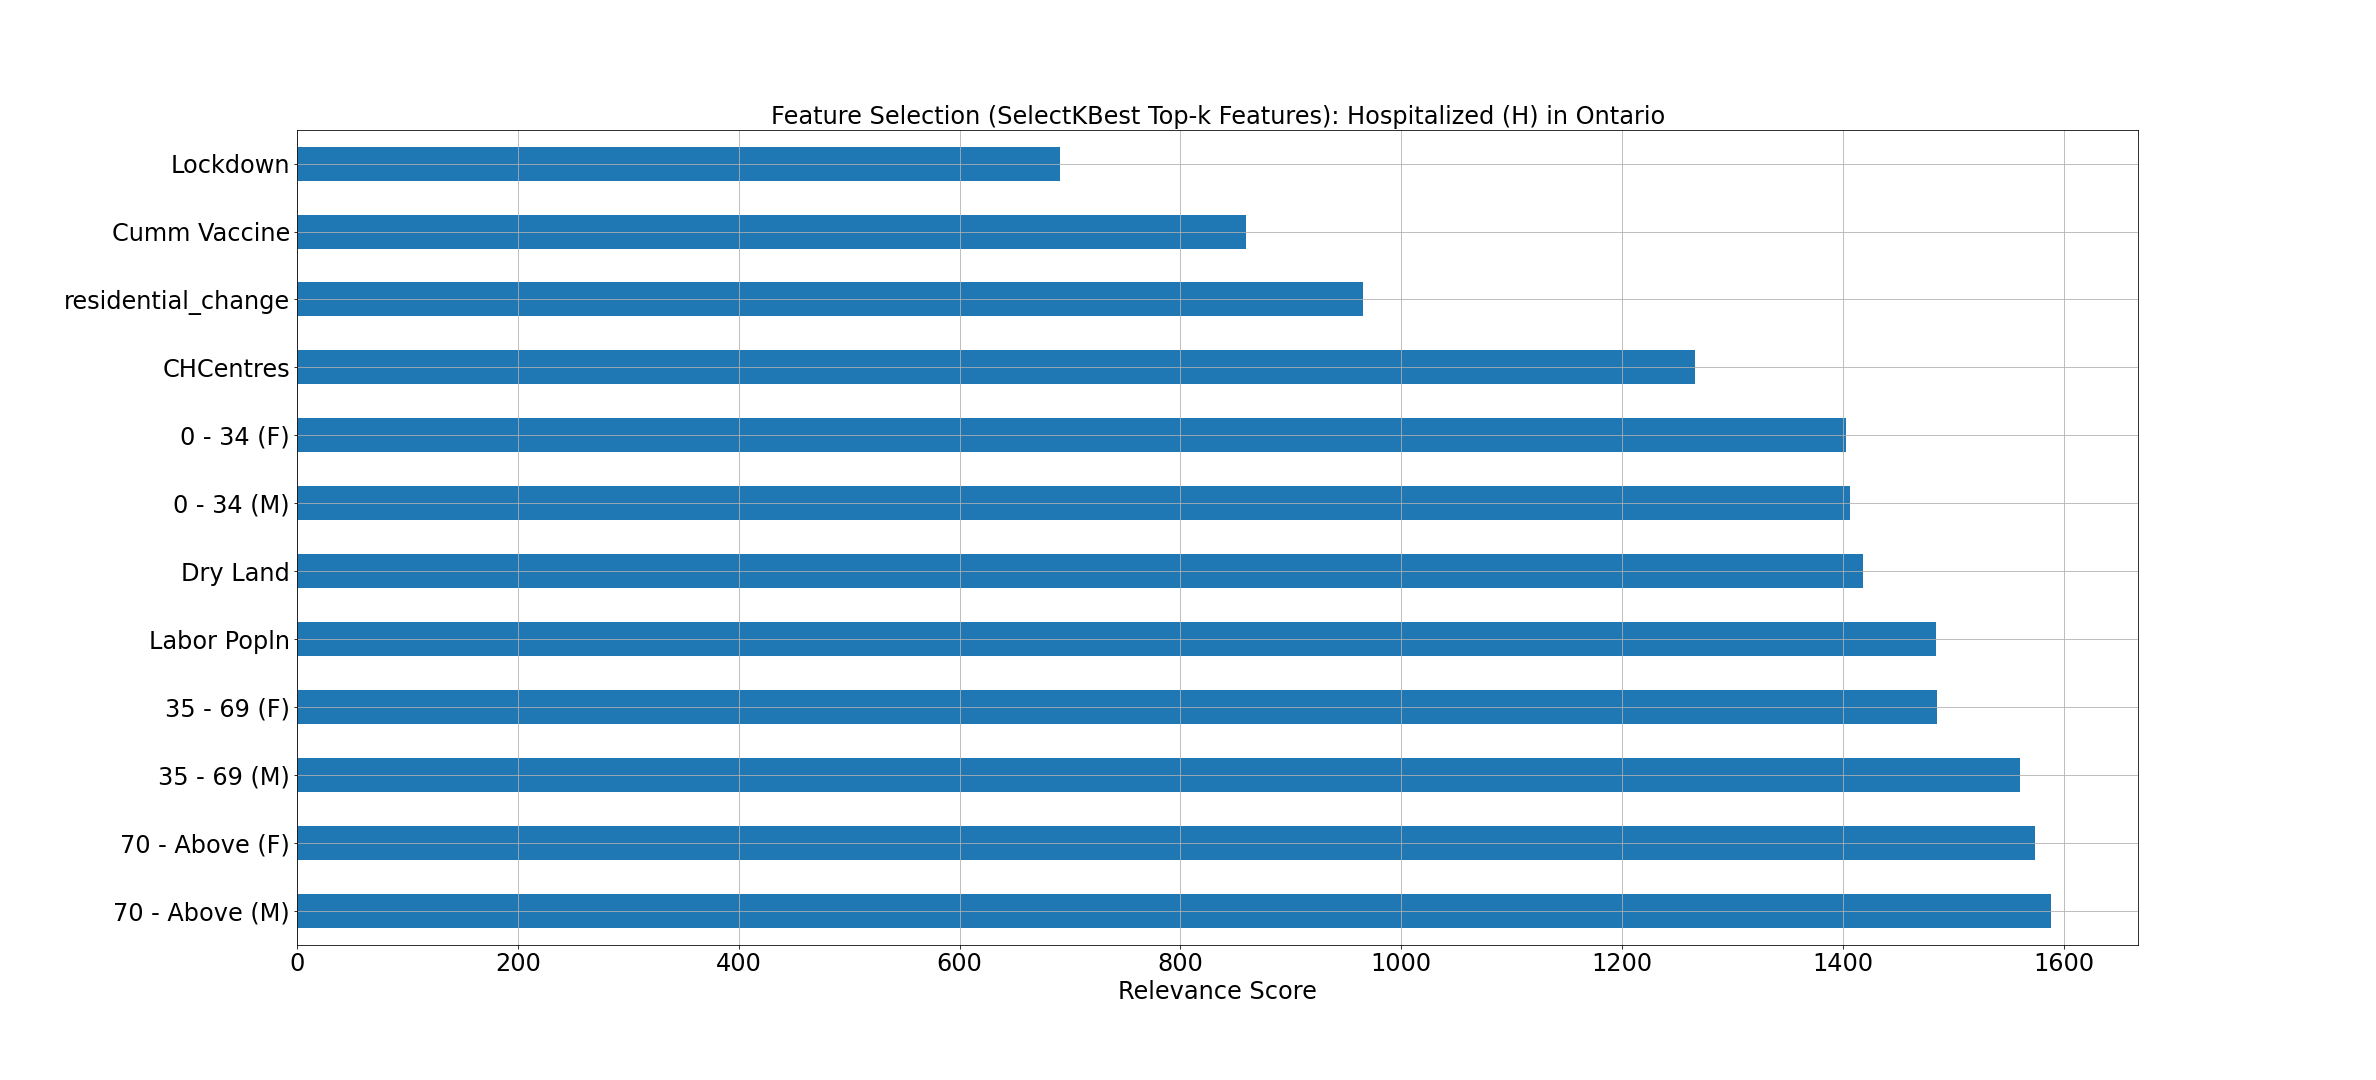 Feature Selection (SelectKBest Top-k Features): Hospitalized (H) in Ontario
Lockdown
Cumm Vaccine
residential_change
CHCentres
0 - 34 (F)
0 - 34 (M)
Dry Land
Labor Popln
35 - 69 (F)
35 - 69 (M)
70 - Above (F)
70 - Above (M)
0 200 400 600 800 1000 1200 1400 1600
Relevance Score